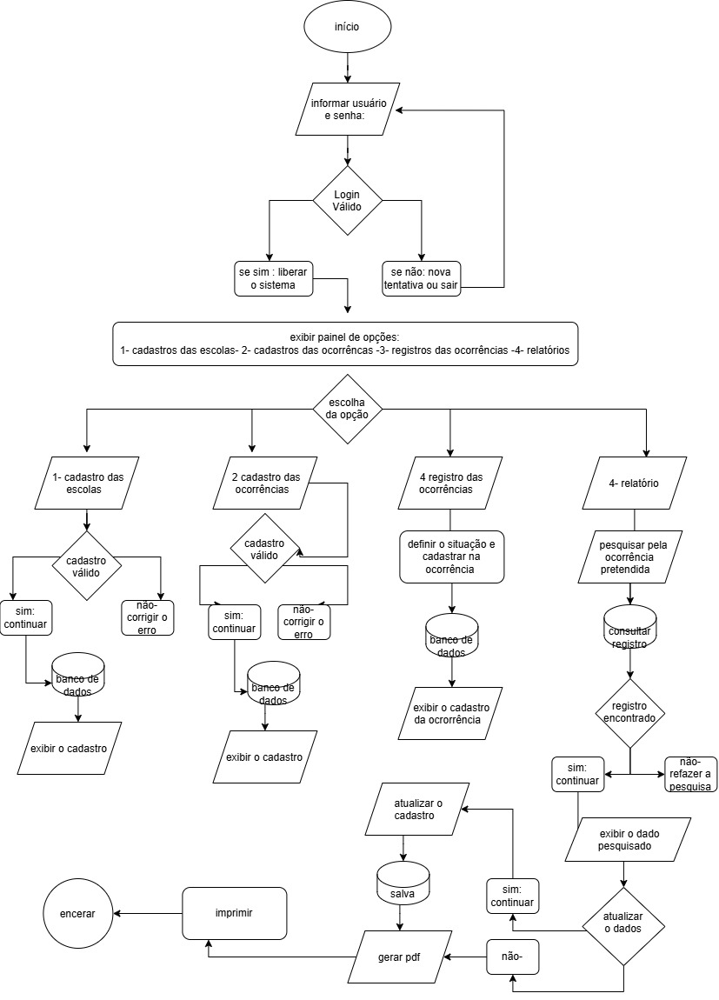 início
informar usuário
e senha:
Login
Válido
se sim : liberar
o sistema
se não: nova
tentativa ou sair
exibir painel de opções:
1- cadastros das escolas- 2- cadastros das ocorrêncas -3- registros das ocorrências -4- relatórios
escolha
da opção
1- cadastro das
escolas
2 cadastro das
ocorrências
4 registro das
ocorrências
4- relatório
cadastro
válido
cadastro
válido
definir o situação e
cadastrar na
ocorrência
pesquisar pela
ocorrência
pretendida
sim:
continuar
não-
corrigir o
erro
sim:
continuar
não-
corrigir o
erro
banco de
dados
consultar
registro
banco de
dados
banco de
dados
exibir o cadastro
da ocrorrência
registro
encontrado
exibir o cadastro
exibir o cadastro
sim:
continuar
não-
refazer a
pesquisa
atualizar o
cadastro
exibir o dado
pesquisado
salva
sim:
continuar
encerar
imprimir
atualizar
o dados
gerar pdf
não-